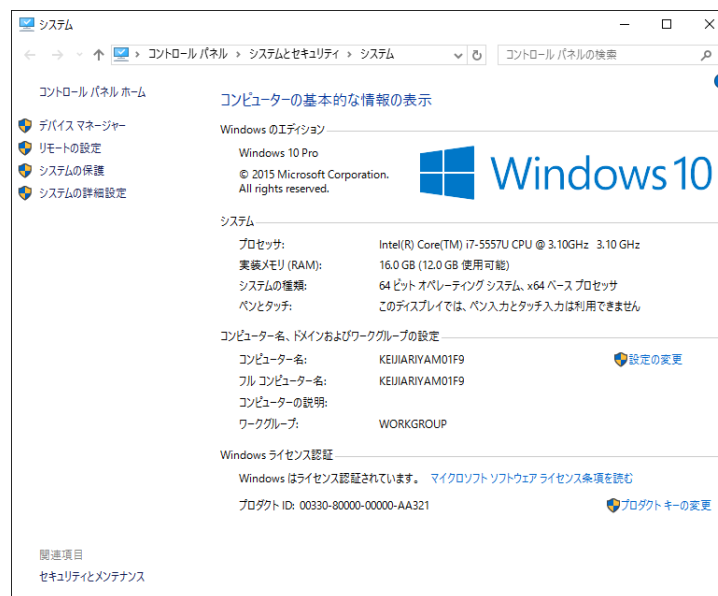 システム
コントロール パネル › システムとセキュリティ › システム
コントロール パネルの検索
コントロール パネル ホーム
デバイス マネージャー
リモートの設定
システムの保護
システムの詳細設定
コンピューターの基本的な情報の表示
Windows のエディション
Windows 10 Pro
© 2015 Microsoft Corporation.
All rights reserved.
Windows 10
システム
プロセッサ: Intel(R) Core(TM) i7-5557U CPU @ 3.10GHz 3.10 GHz
実装メモリ (RAM): 16.0 GB (12.0 GB 使用可能)
システムの種類: 64 ビット オペレーティング システム、x64 ベース プロセッサ
ペンとタッチ: このディスプレイでは、ペン入力とタッチ入力は利用できません
コンピューター名、ドメインおよびワークグループの設定
コンピューター名: KEIJIARIYAM01F9 設定の変更
フル コンピューター名: KEIJIARIYAM01F9
コンピューターの説明:
ワークグループ: WORKGROUP
Windows ライセンス認証
Windows はライセンス認証されています。 マイクロソフト ソフトウェア ライセンス条項を読む
プロダクト ID: 00330-80000-00000-AA321 プロダクト キーの変更
関連項目
セキュリティとメンテナンス